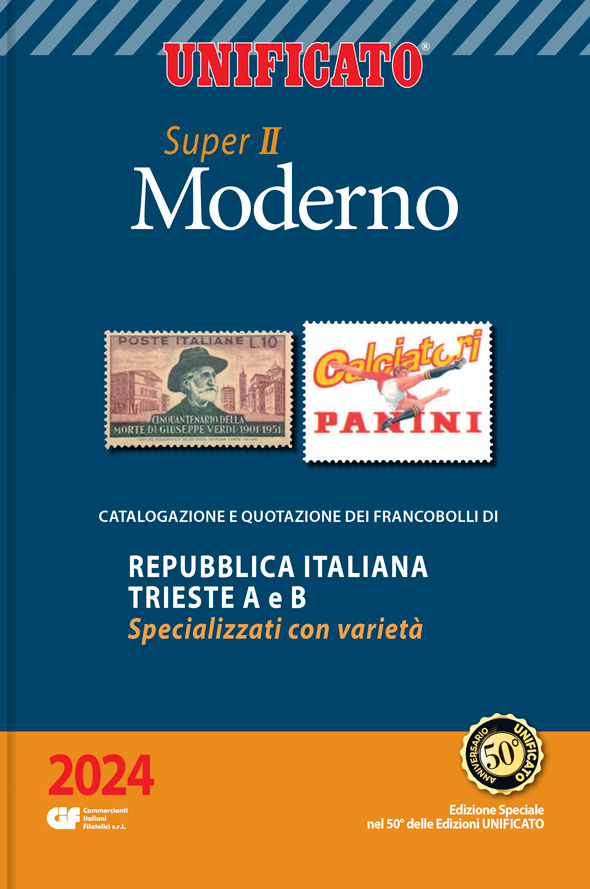 UNIFICATO®
Super II
Moderno
POSTE ITALIANE L.10
CINQUANTENARIO DELLA
MORTE DI GIUSEPPE VERDI 1901-1951
Calciatori
PANINI
CATALOGAZIONE E QUOTAZIONE DEI FRANCOBOLLI DI
REPUBBLICA ITALIANA
TRIESTE A e B
Specializzati con varietà
2024
CIF
Commercianti
Italiani
Filatelici s.r.l.
ANNIVERSARIO
50°
UNIFICATO
Edizione Speciale
nel 50° delle Edizioni UNIFICATO